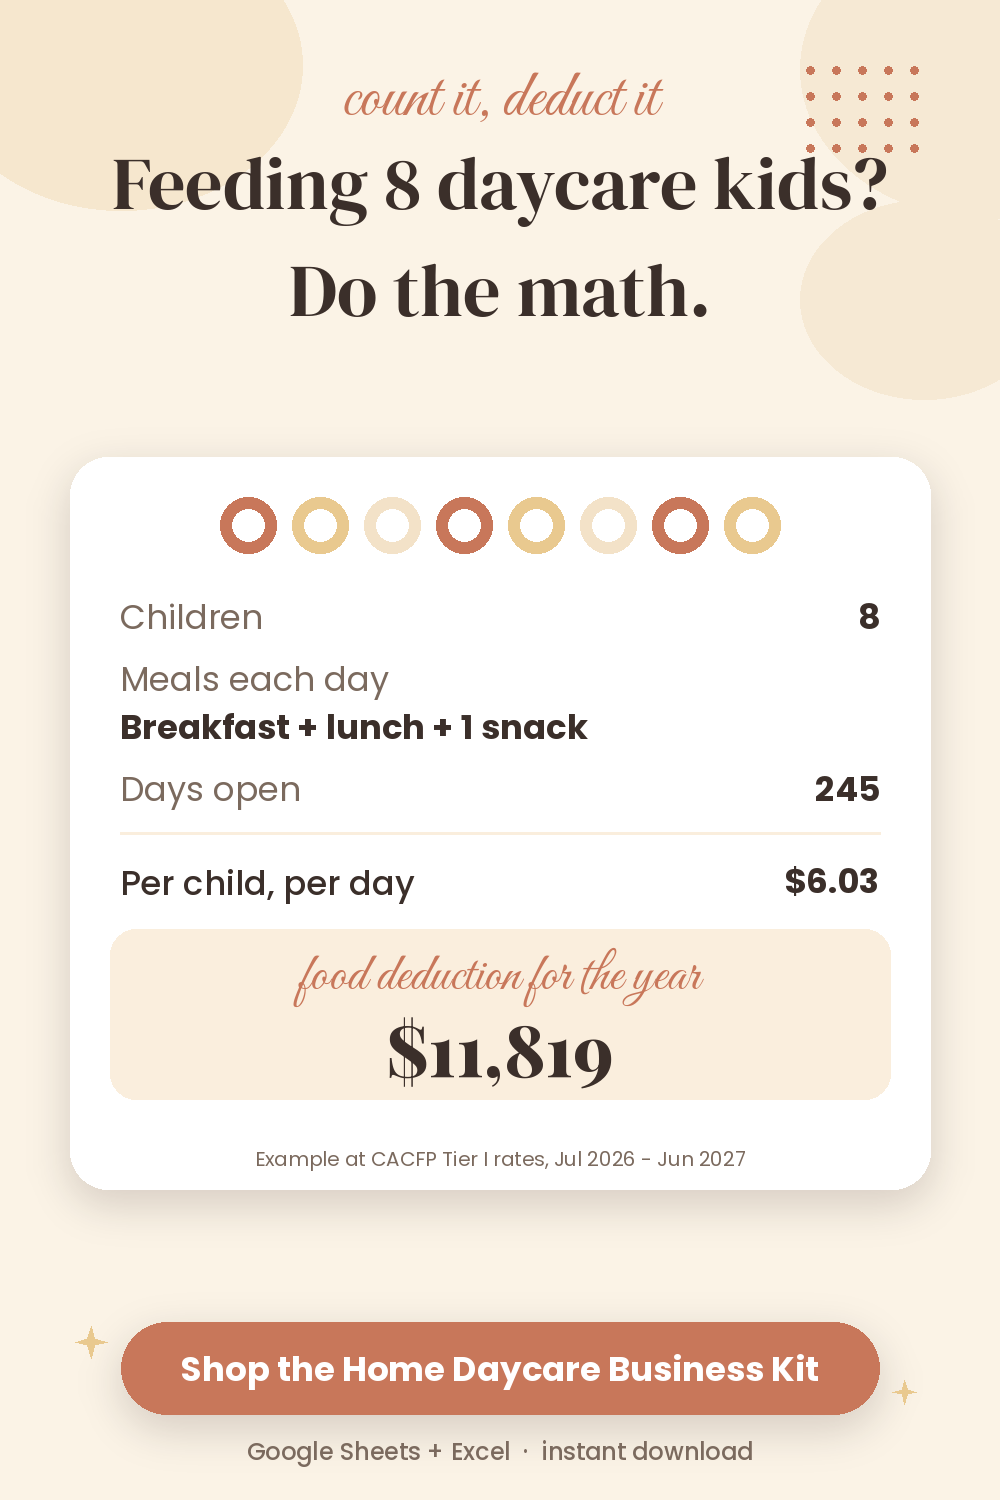 count it, deduct it
Feeding 8 daycare kids?
Do the math.
Children 8
Meals each day
Breakfast + lunch + 1 snack
Days open 245
Per child, per day $6.03
food deduction for the year
$11,819
Example at CACFP Tier I rates, Jul 2026 - Jun 2027
Shop the Home Daycare Business Kit
Google Sheets + Excel · instant download